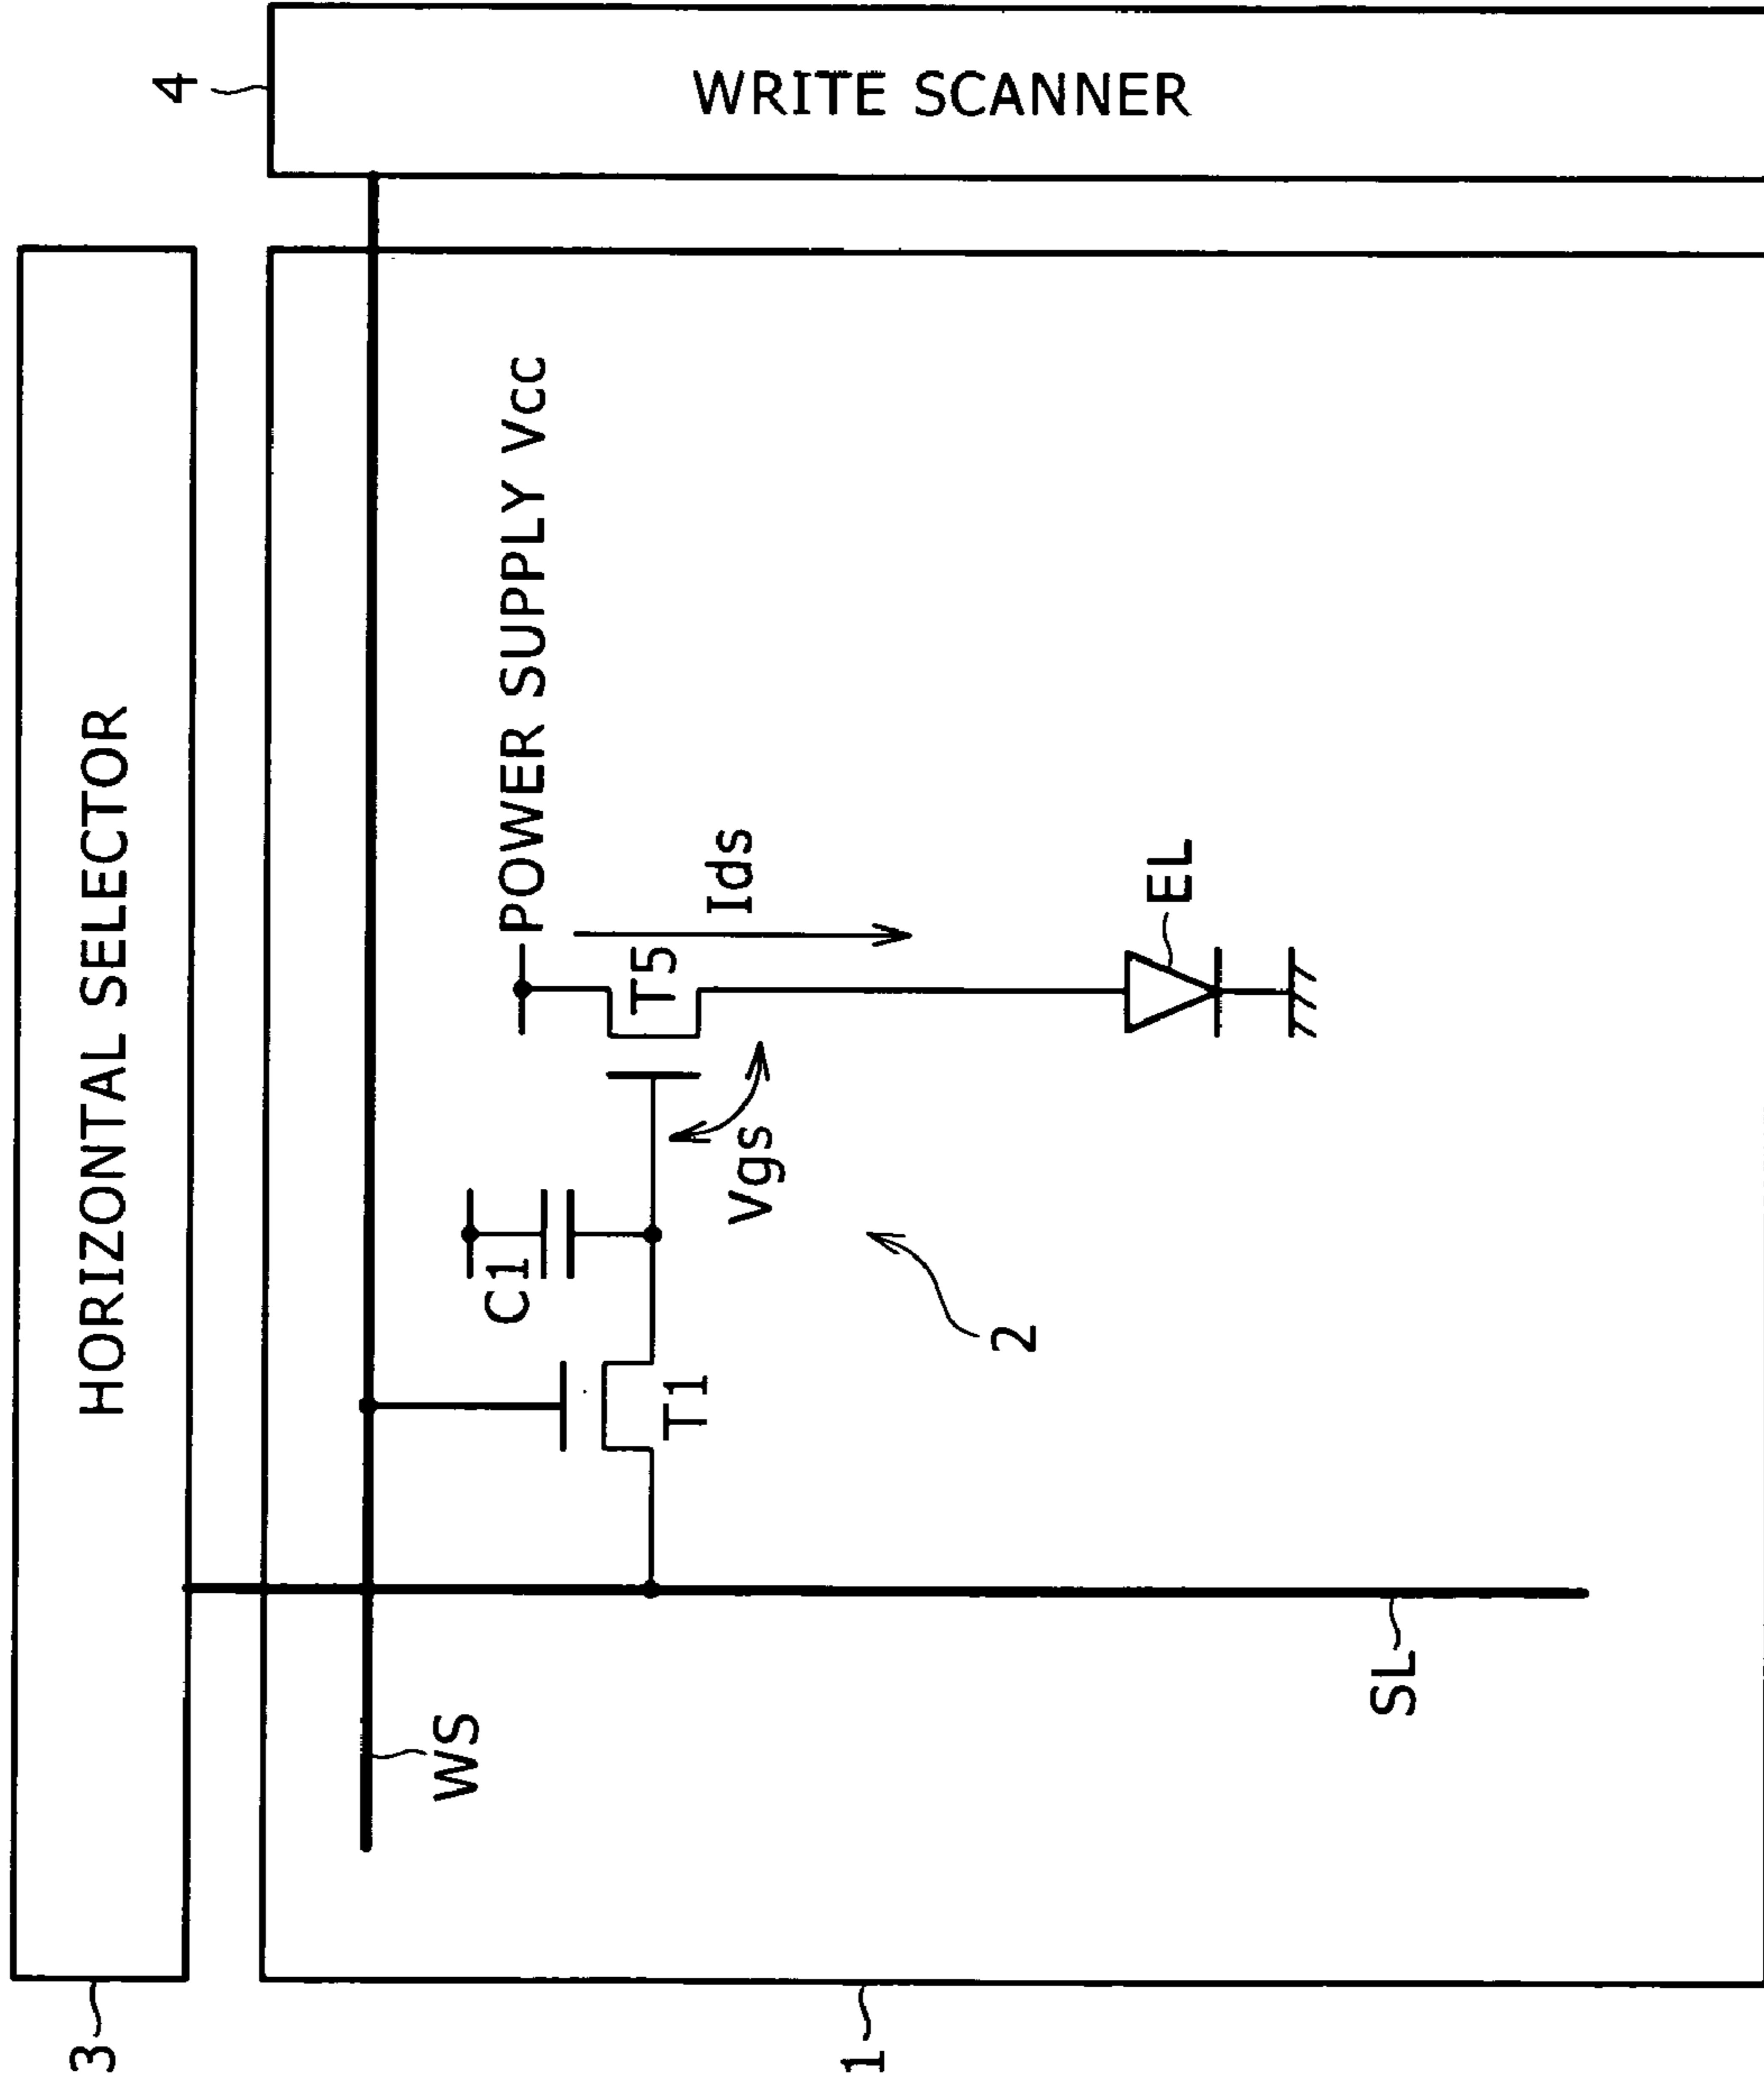 3
HORIZONTAL SELECTOR
4
WRITE SCANNER
1
WS
POWER SUPPLY Vcc
C1
T5
T1
Ids
Vgs
2
EL
SL